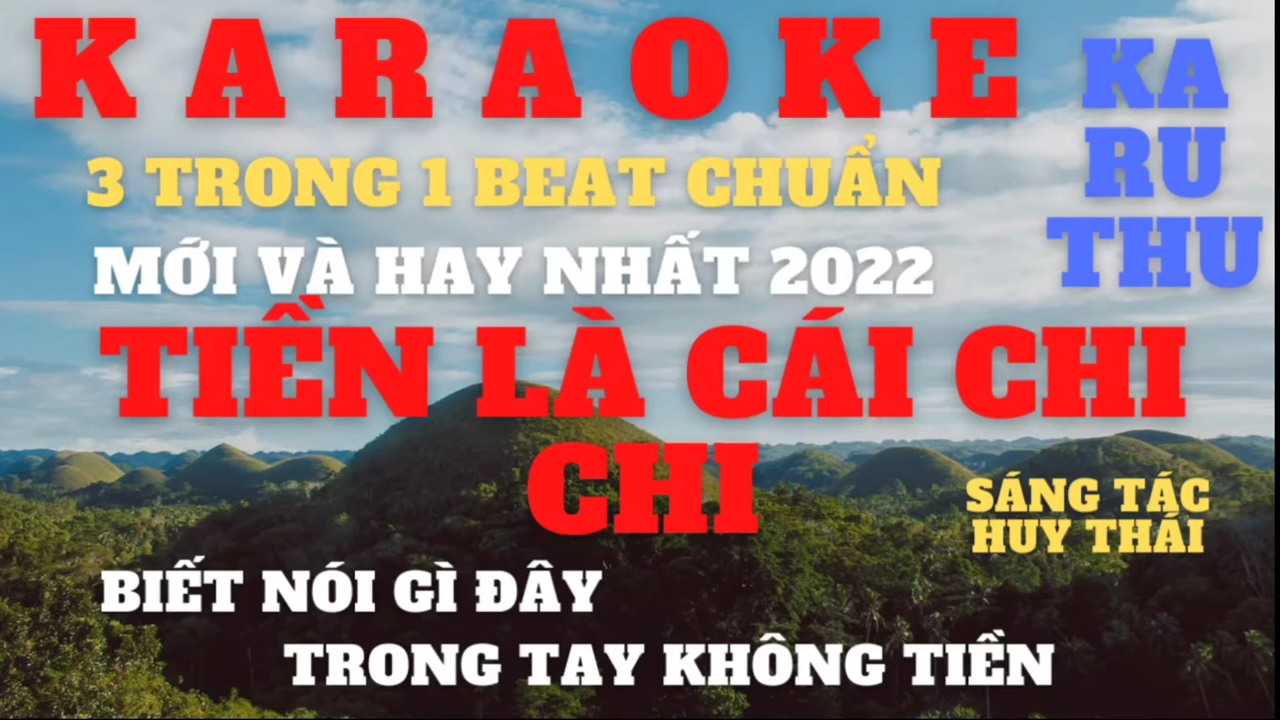 KARAOKE
KA
RU
THU
3 TRONG 1 BEAT CHUẨN
MỚI VÀ HAY NHẤT 2022
TIỀN LÀ CÁI CHI
CHI
SÁNG TÁC
HUY THÁI
BIẾT NÓI GÌ ĐÂY
TRONG TAY KHÔNG TIỀN